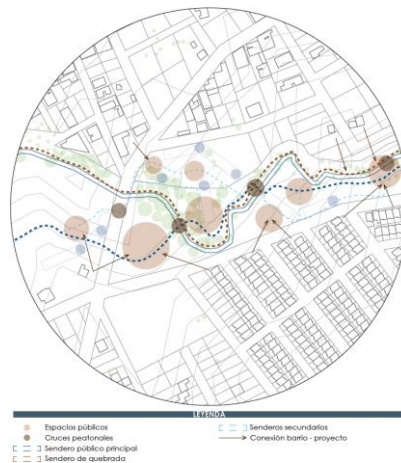 LEYENDA
Espacios públicos
Cruces peatonales
Sendero público principal
Sendero de quebrada
Senderos secundarios
Conexión barrio - proyecto